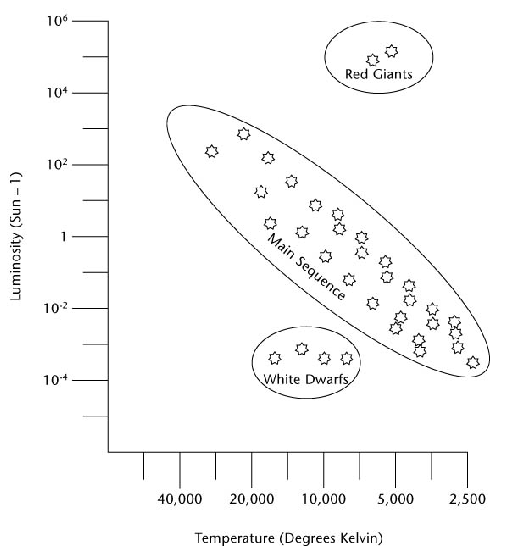 10⁶
Red Giants
10⁴
10²
Luminosity (Sun – 1)
1
Main Sequence
10⁻²
White Dwarfs
10⁻⁴
40,000 20,000 10,000 5,000 2,500
Temperature (Degrees Kelvin)